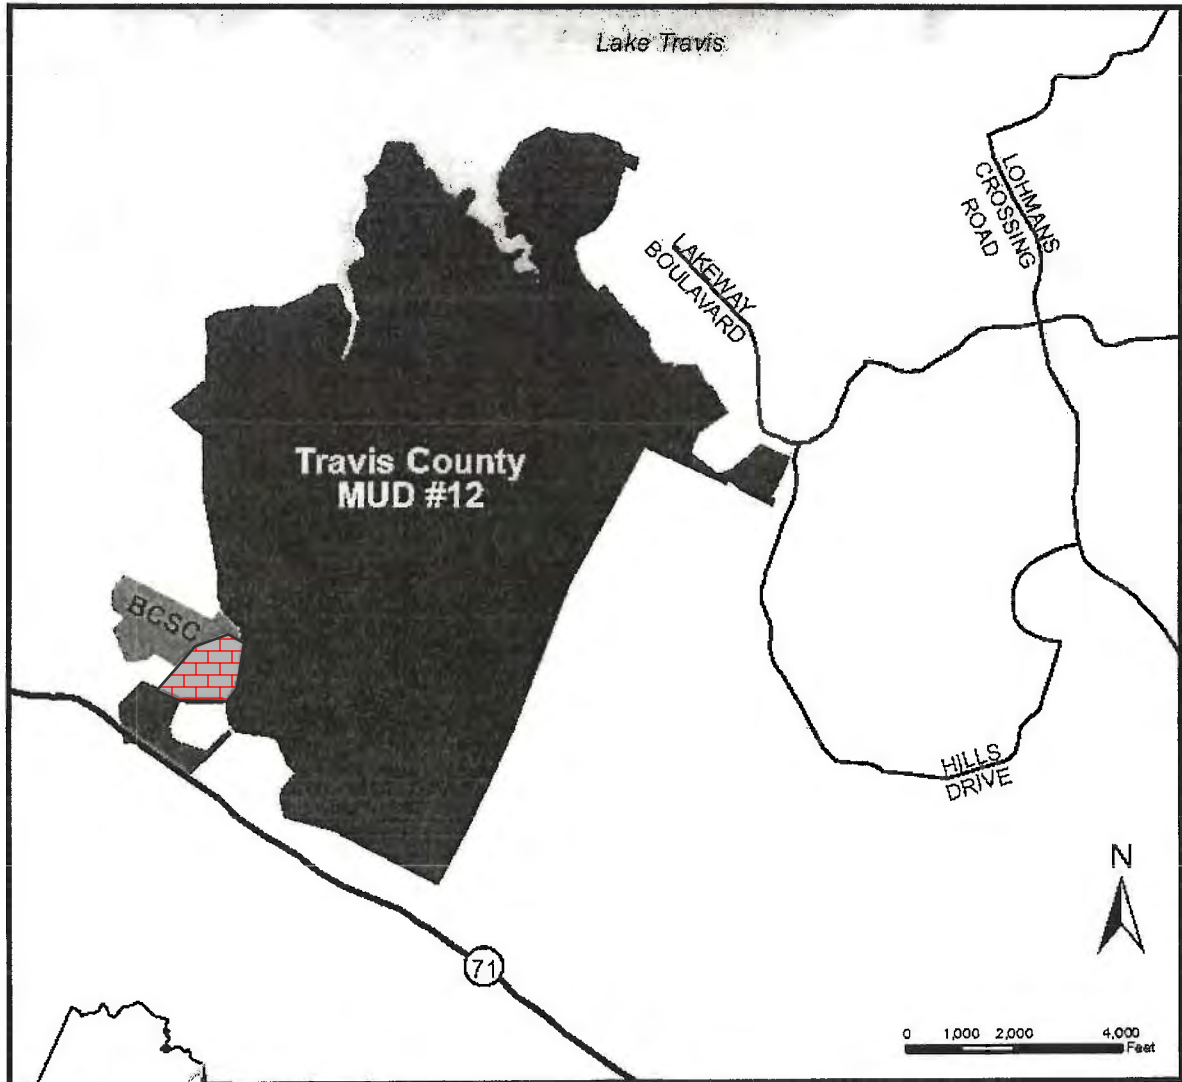 Lake Travis
LOHMANS
CROSSING
ROAD
LAKEWAY
BOULAVARD
Travis County
MUD #12
BCSC
HILLS
DRIVE
N
71
0 1,000 2,000 4,000
Feet